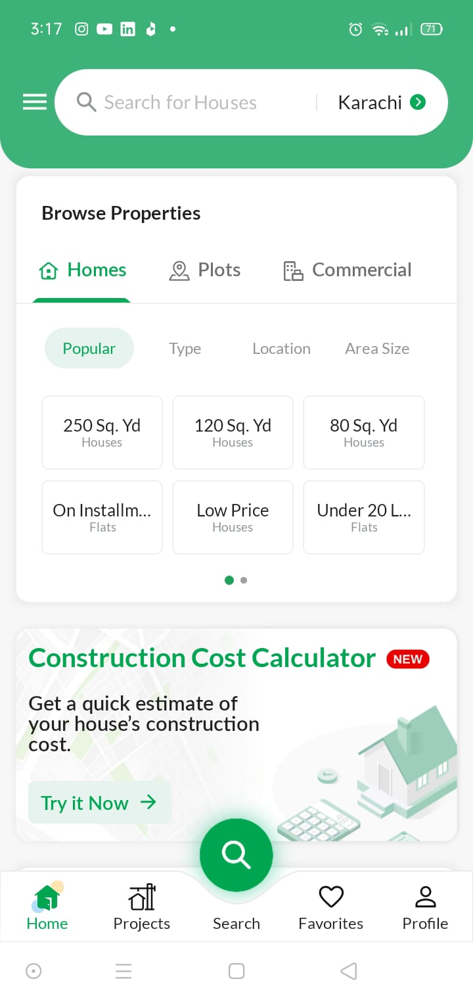 3:17
71
Search for Houses
Karachi
Browse Properties
Homes
Plots
Commercial
Popular
Type
Location
Area Size
250 Sq. Yd
Houses
120 Sq. Yd
Houses
80 Sq. Yd
Houses
On Installm...
Flats
Low Price
Houses
Under 20 L...
Flats
Construction Cost Calculator NEW
Get a quick estimate of
your house's construction
cost.
987
Try it Now
Home
Projects
Search
Favorites
Profile